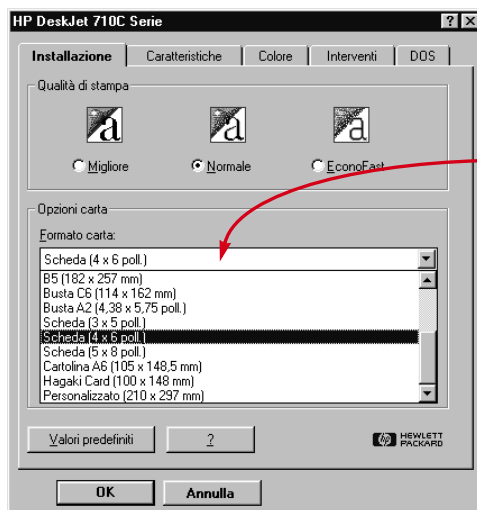 HP DeskJet 710C Serie
Installazione Caratteristiche Colore Interventi DOS
Qualità di stampa
Migliore Normale EconoFast
Opzioni carta
Formato carta:
Scheda (4 x 6 poll.)
B5 (182 x 257 mm)
Busta C6 (114 x 162 mm)
Busta A2 (4,38 x 5,75 poll.)
Scheda (3 x 5 poll.)
Scheda (4 x 6 poll.)
Scheda (5 x 8 poll.)
Cartolina A6 (105 x 148,5 mm)
Hagaki Card (100 x 148 mm)
Personalizzato (210 x 297 mm)
Valori predefiniti ? hp HEWLETT
PACKARD
OK Annulla